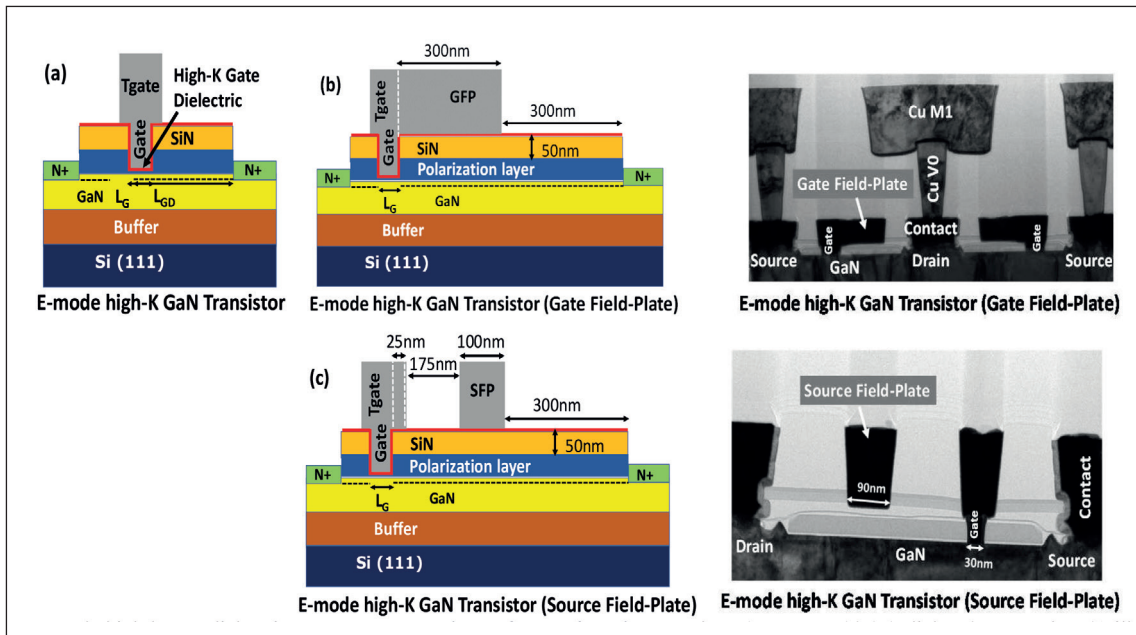 (a)
Tgate
High-K Gate
Dielectric
Gate
SiN
N+
N+
GaN
LG
LGD
Buffer
Si (111)
E-mode high-K GaN Transistor
(b)
300nm
Tgate
GFP
300nm
Gate
SiN
50nm
Polarization layer
N+
N+
LG
GaN
Buffer
Si (111)
E-mode high-K GaN Transistor (Gate Field-Plate)
Cu M1
Cu V0
Gate Field-Plate
Contact
Gate
Gate
Source
GaN
Drain
Source
E-mode high-K GaN Transistor (Gate Field-Plate)
(c)
25nm
100nm
175nm
Tgate
SFP
300nm
Gate
SiN
50nm
Polarization layer
N+
N+
LG
GaN
Buffer
Si (111)
E-mode high-K GaN Transistor (Source Field-Plate)
Source Field-Plate
Contact
90nm
Gate
Drain
GaN
30nm
Source
E-mode high-K GaN Transistor (Source Field-Plate)